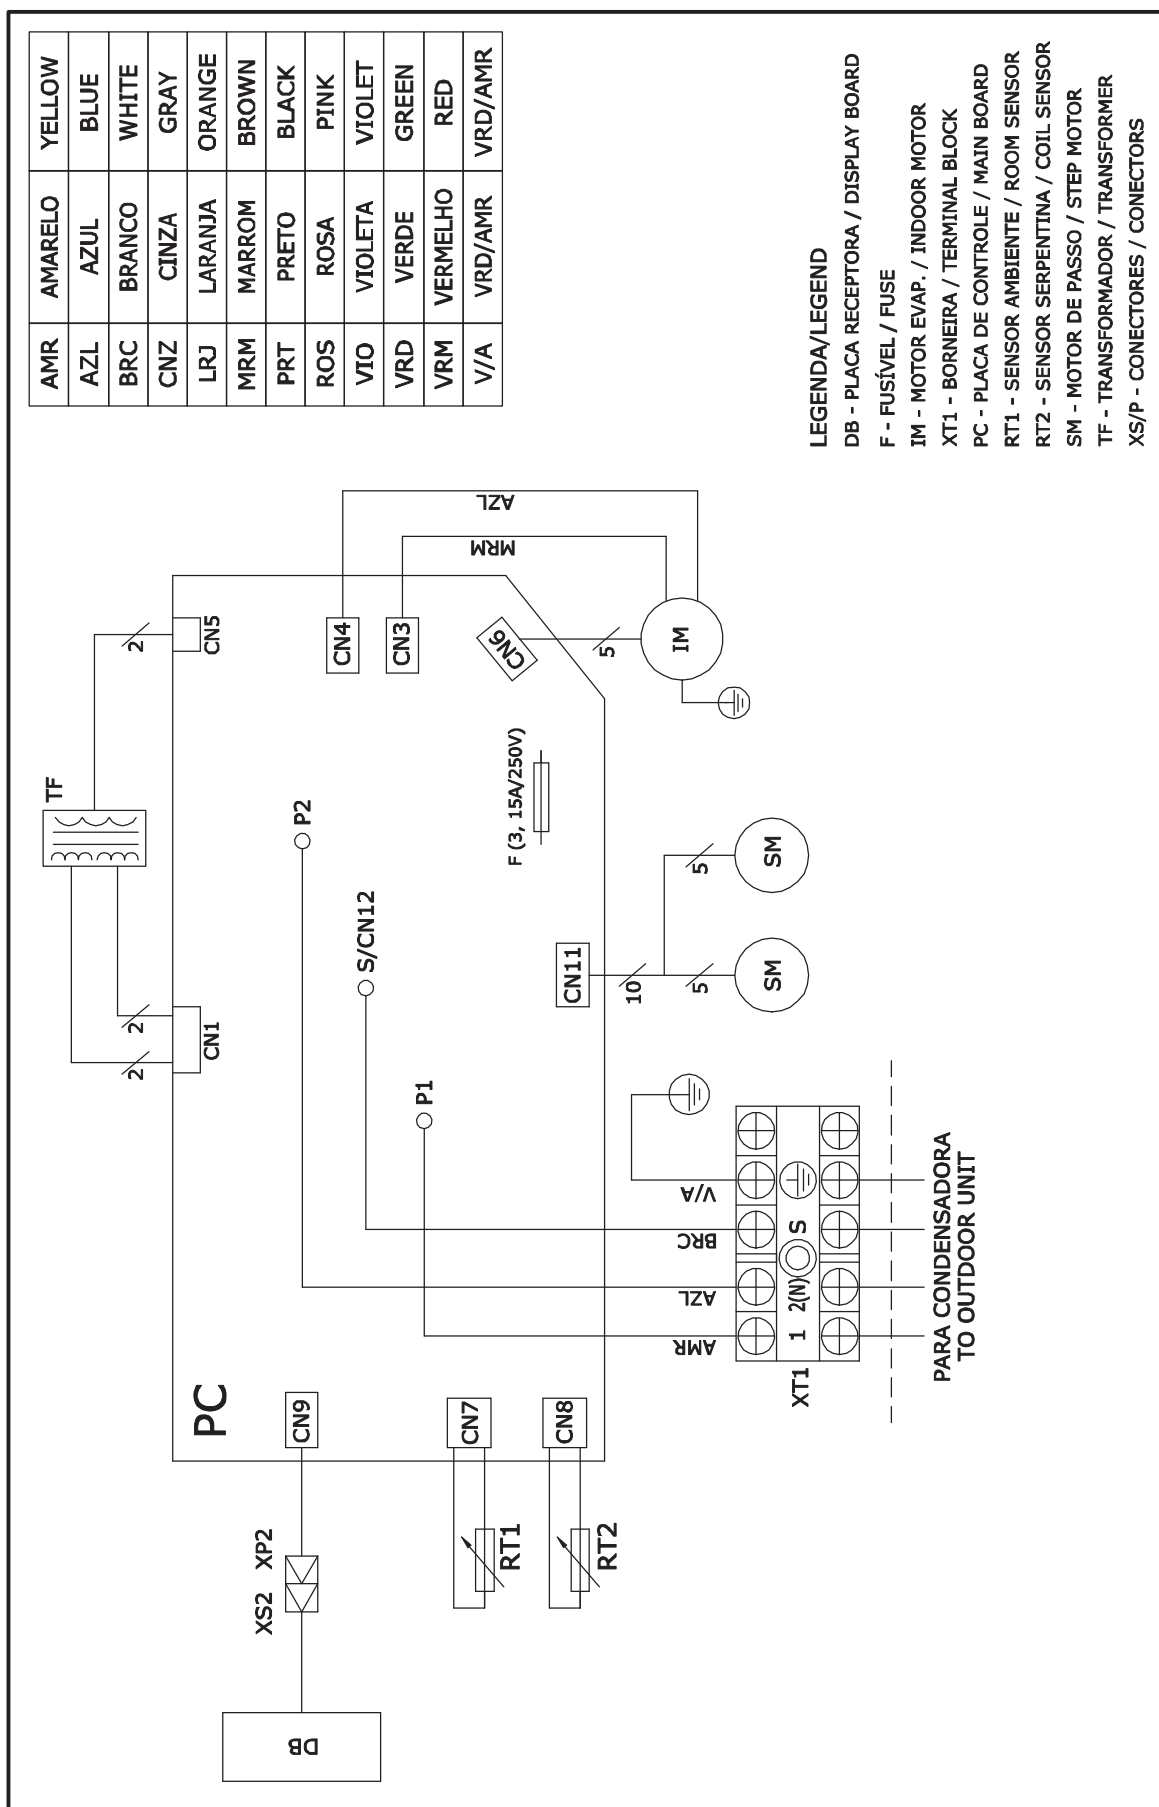 PC
DB
XS2
XP2
CN9
RT1
CN7
RT2
CN8
CN1
2
2
TF
2
CN5
P1
S/CN12
P2
F (3, 15A/250V)
CN4
CN3
CN6
5
IM
AZL
MRM
CN11
10
5
5
SM
SM
AMR
AZL
BRC
V/A
XT1
1
2(N)
S
PARA CONDENSADORA
TO OUTDOOR UNIT
AMR AMARELO YELLOW
AZL AZUL BLUE
BRC BRANCO WHITE
CNZ CINZA GRAY
LRJ LARANJA ORANGE
MRM MARROM BROWN
PRT PRETO BLACK
ROS ROSA PINK
VIO VIOLETA VIOLET
VRD VERDE GREEN
VRM VERMELHO RED
V/A VRD/AMR VRD/AMR
LEGENDA/LEGEND
DB - PLACA RECEPTORA / DISPLAY BOARD
F - FUSÍVEL / FUSE
IM - MOTOR EVAP. / INDOOR MOTOR
XT1 - BORNEIRA / TERMINAL BLOCK
PC - PLACA DE CONTROLE / MAIN BOARD
RT1 - SENSOR AMBIENTE / ROOM SENSOR
RT2 - SENSOR SERPENTINA / COIL SENSOR
SM - MOTOR DE PASSO / STEP MOTOR
TF - TRANSFORMADOR / TRANSFORMER
XS/P - CONECTORES / CONECTORS